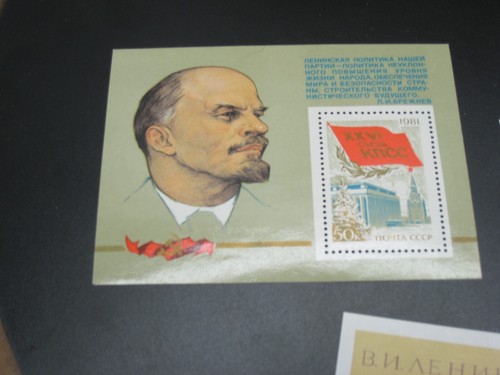 ЛЕНИНСКАЯ ПОЛИТИКА НАШЕЙ
ПАРТИИ—ПОЛИТИКА НЕУКЛОН-
НОГО ПОВЫШЕНИЯ УРОВНЯ
ЖИЗНИ НАРОДА, ОБЕСПЕЧЕНИЯ
МИРА И БЕЗОПАСНОСТИ СТРА-
НЫ, СТРОИТЕЛЬСТВА КОММУ-
НИСТИЧЕСКОГО БУДУЩЕГО.
Л.И.БРЕЖНЕВ
1981
XXVI
СЪЕЗД
КПСС
50К
ПОЧТА СССР
В.И.ЛЕНИ